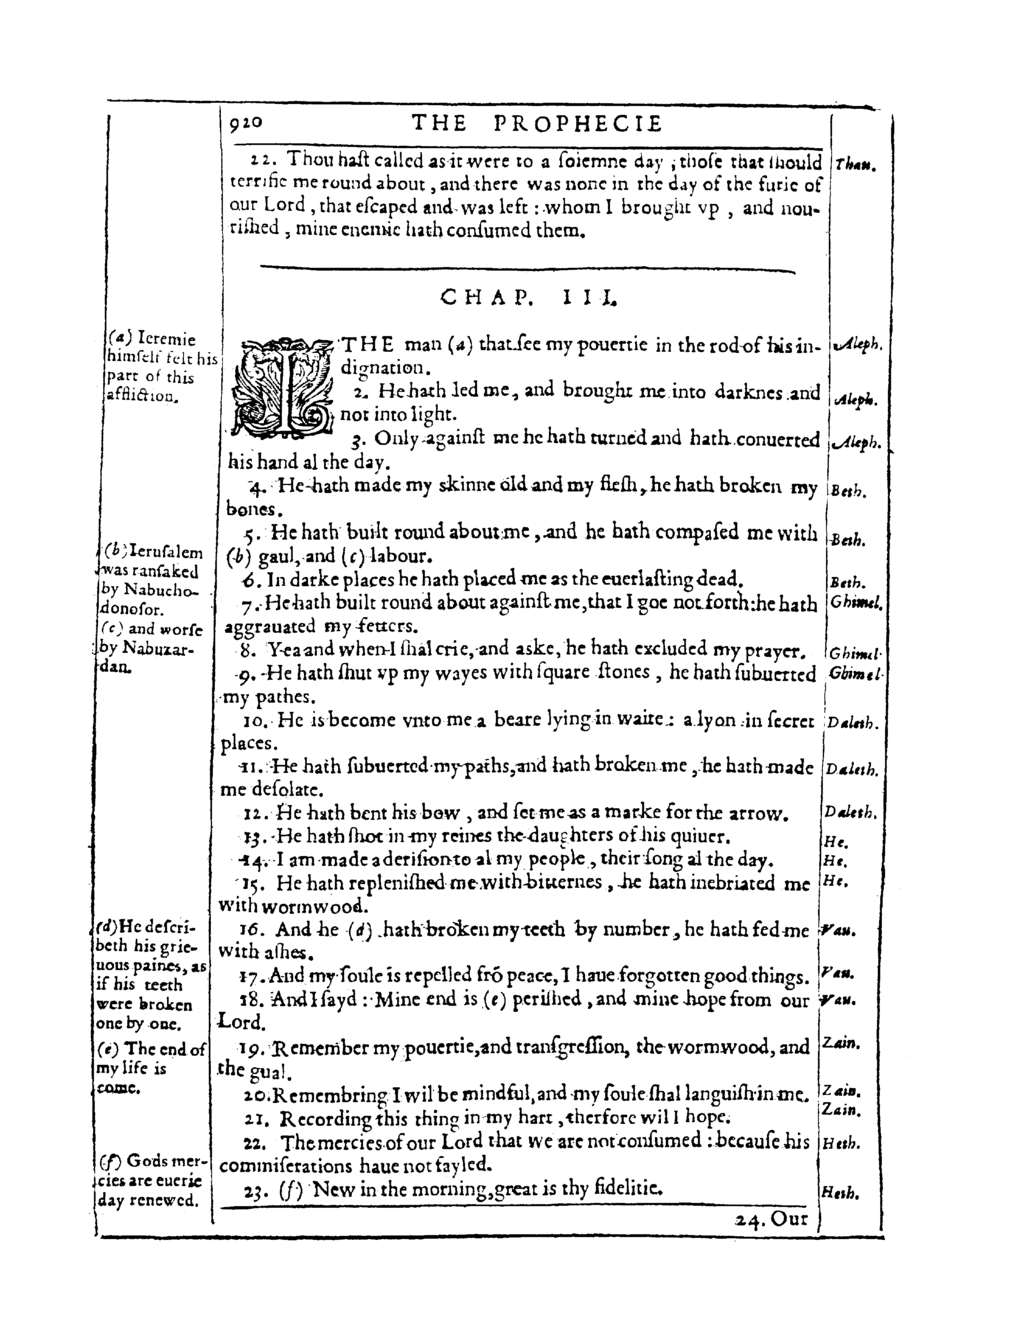 920 THE PROPHECIE
22. Thou haſt called as it were to a ſolemne day, thoſe that ſhould Thau.
terrifie me round about, and there was none in the day of the furie of
our Lord, that eſcaped and was left: whom I brought vp, and nou-
riſhed, mine enemie hath conſumed them.
CHAP. III.
(a) Ieremie
himſelf felt his
part of this
affliction.
I THE man (a) that ſee my pouertie in the rod of his in- Aleph.
dignation.
2. He hath led me, and brought me into darknes and Aleph.
not into light.
3. Only againſt me he hath turned and hath conuerted Aleph.
his hand al the day.
4. He hath made my skinne old and my fleſh, he hath broken my Beth.
bones.
5. He hath built round about me, and he hath compaſed me with Beth.
(b) gaul, and (c) labour.
(b) Ieruſalem
was ranſaked
by Nabucho-
donoſor.
(c) and worſe
by Nabuzar-
dan.
6. In darke places he hath placed me as the euerlaſting dead. Beth.
7. He hath built round about againſt me, that I goe not forth: he hath Ghimel.
aggrauated my fetters.
8. Yea and when I ſhal crie, and aske, he hath excluded my prayer. Ghimel.
9. He hath ſhut vp my wayes with ſquare ſtones, he hath ſubuerted Ghimel.
my pathes.
10. He is become vnto me a beare lying in waite: a lyon in ſecret Daleth.
places.
11. He hath ſubuerted my paths, and hath broken me, he hath made Daleth.
me deſolate.
12. He hath bent his bow, and ſet me as a marke for the arrow. Daleth.
13. He hath ſhot in my reines the daughters of his quiuer. He.
14. I am made a deriſion to al my people, their ſong al the day. He.
15. He hath repleniſhed me with bitternes, he hath inebriated me He.
with wormwood.
(d) He deſcri-
beth his grie-
uous paines, as
if his teeth
were broken
one by one.
16. And he (d) hath broken my teeth by number, he hath fed me Vau.
with aſhes.
17. And my ſoule is repelled frõ peace, I haue forgotten good things. Vau.
18. And I ſayd: Mine end is (e) periſhed, and mine hope from our Vau.
Lord.
(e) The end of
my life is
come.
19. Remember my pouertie, and tranſgreſſion, the wormwood, and Zain.
the gual.
20. Remembring I wil be mindful, and my ſoule ſhal languiſh in me. Zain.
21. Recording this thing in my hart, therfore wil I hope. Zain.
22. The mercies of our Lord that we are not conſumed: becauſe his Heth.
commiſerations haue not fayled.
(f) Gods mer-
cies are euerie
day renewed.
23. (f) New in the morning, great is thy fidelitie. Heth.
24. Our